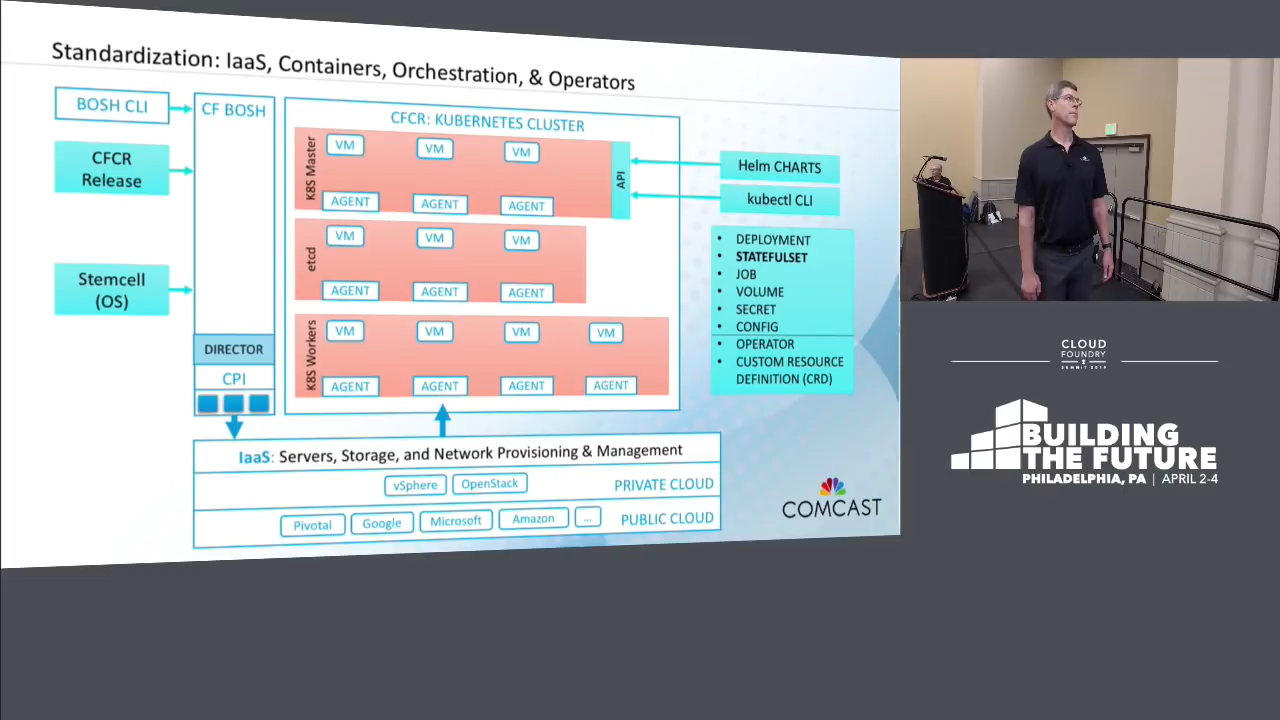 Standardization: IaaS, Containers, Orchestration, & Operators
BOSH CLI
CFCR
Release
Stemcell
(OS)
CF BOSH
DIRECTOR
CPI
CFCR: KUBERNETES CLUSTER
K8S Master
VM
VM
VM
AGENT
AGENT
AGENT
API
etcd
VM
VM
VM
AGENT
AGENT
AGENT
K8S Workers
VM
VM
VM
VM
AGENT
AGENT
AGENT
AGENT
Helm CHARTS
kubectl CLI
• DEPLOYMENT
• STATEFULSET
• JOB
• VOLUME
• SECRET
• CONFIG
• OPERATOR
• CUSTOM RESOURCE
DEFINITION (CRD)
IaaS: Servers, Storage, and Network Provisioning & Management
vSphere
OpenStack
PRIVATE CLOUD
Pivotal
Google
Microsoft
Amazon
...
PUBLIC CLOUD
COMCAST
CLOUD
FOUNDRY
SUMMIT 2019
BUILDING
THE FUTURE
PHILADELPHIA, PA | APRIL 2-4